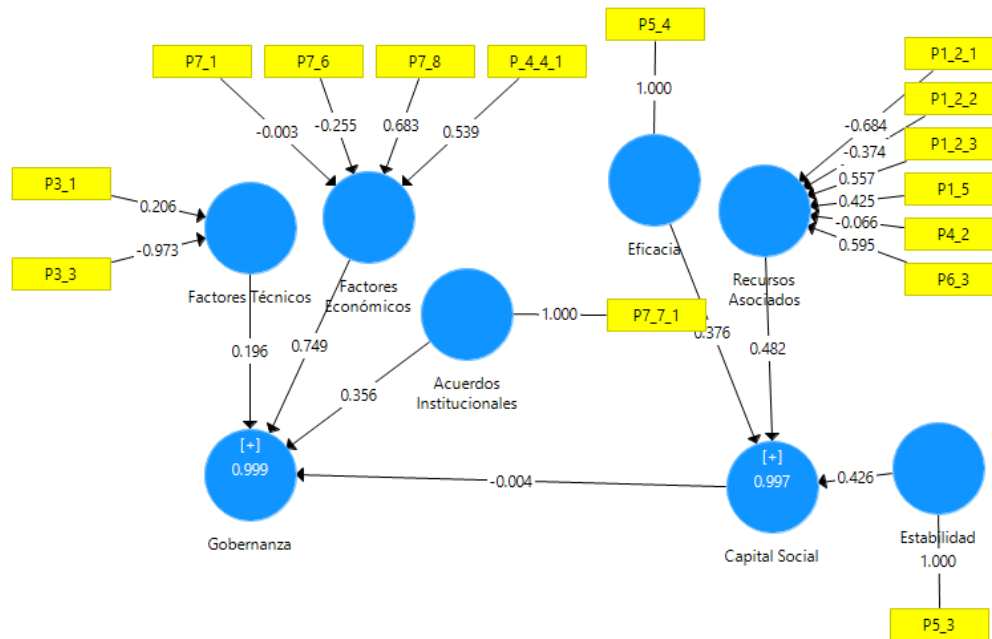 P5_4
P7_1
P7_6
P7_8
P_4_4_1
P1_2_1
P1_2_2
P1_2_3
P1_5
P4_2
P6_3
1.000
-0.003
-0.255
0.683
0.539
-0.684
-0.374
0.557
0.425
-0.066
0.595
P3_1
0.206
P3_3
-0.973
Factores Técnicos
Factores
Económicos
Eficacia
Recursos
Asociados
1.000
P7_7_1
0.196
0.749
0.376
0.482
0.356
Acuerdos
Institucionales
[+]
0.999
Gobernanza
-0.004
[+]
0.997
Capital Social
0.426
Estabilidad
1.000
P5_3